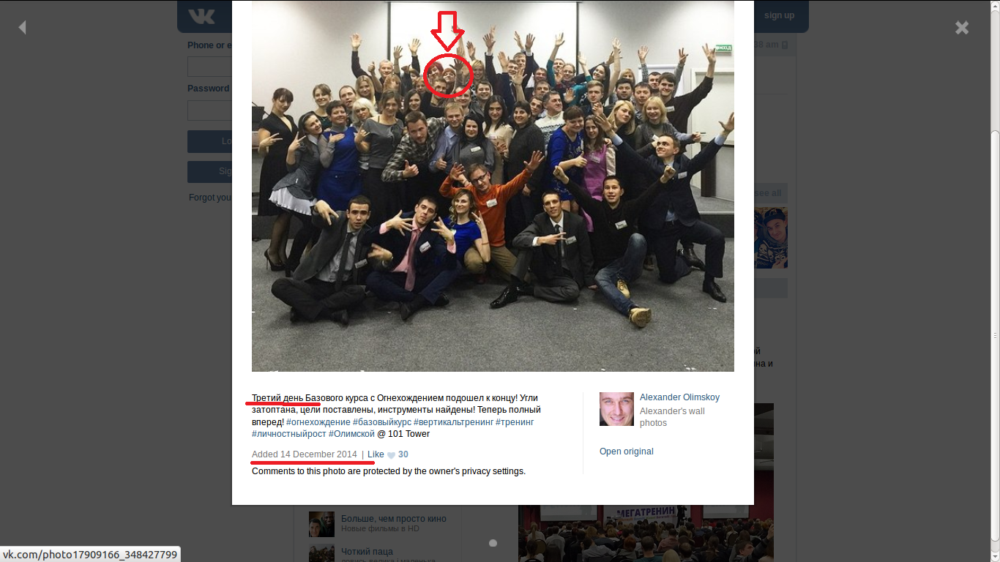 sign up
Phone or e
38 am
ВЫХОД
Password
Lo
Sig
Forgot you
see all
Третий день Базового курса с Огнехождением подошел к концу! Угли
затоптана, цели поставлены, инструменты найдены! Теперь полный
вперед! #огнехождение #базовыйкурс #вертикальтренинг #тренинг
#личностныйрост #Олимской @ 101 Tower
Added 14 December 2014 | Like 30
Comments to this photo are protected by the owner's privacy settings.
Alexander Olimskoy
Alexander's wall
photos
Open original
ой
на и
МЕГАТРЕНИН
Больше, чем просто кино
Новые фильмы в HD
Чоткий паца
vk.com/photo17909166_348427799